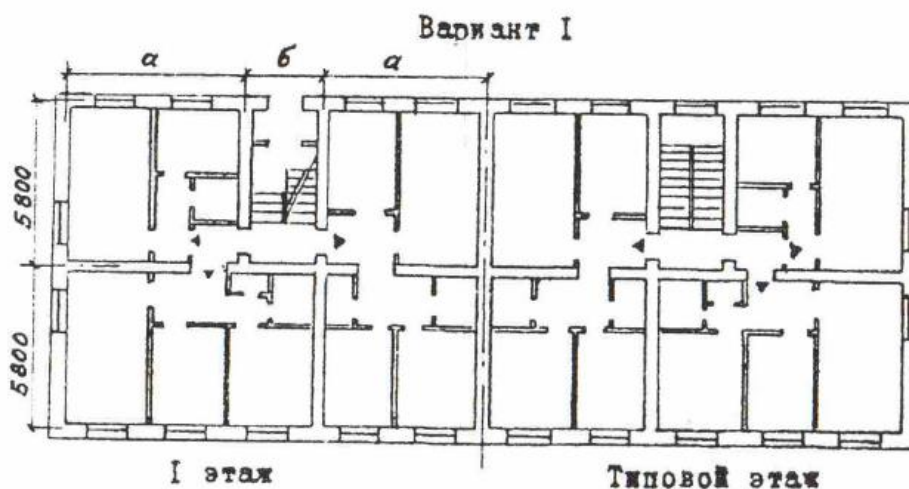 Вариант I
а б а
5800
5800
I этаж
Типовой этаж